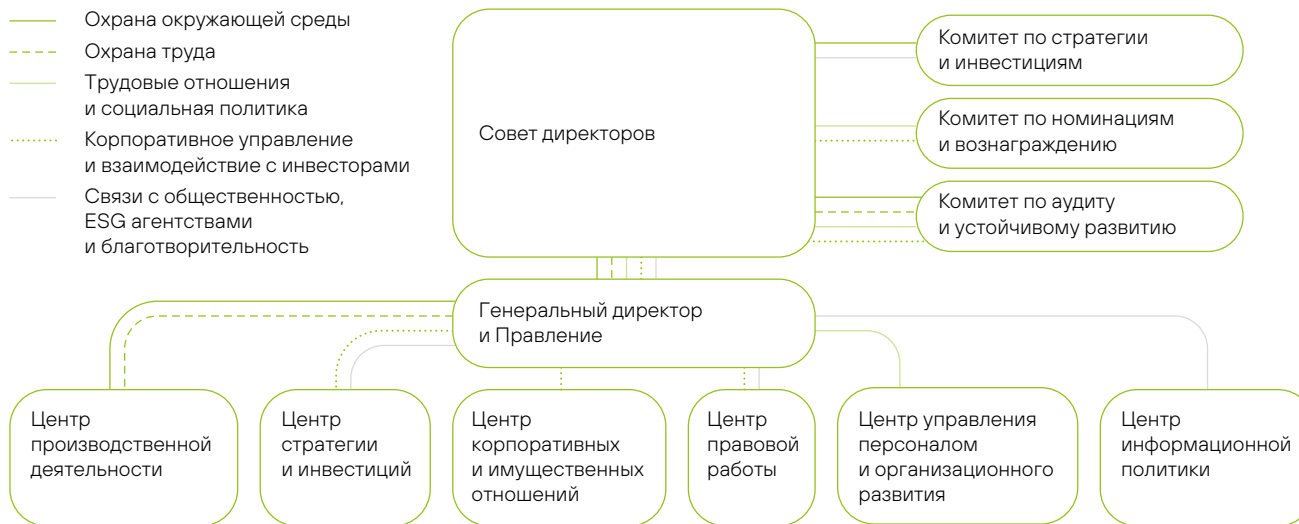 Охрана окружающей среды
Охрана труда
Трудовые отношения
и социальная политика
Корпоративное управление
и взаимодействие с инвесторами
Связи с общественностью,
ESG агентствами
и благотворительность
Совет директоров
Комитет по стратегии
и инвестициям
Комитет по номинациям
и вознаграждению
Комитет по аудиту
и устойчивому развитию
Генеральный директор
и Правление
Центр
производственной
деятельности
Центр
стратегии
и инвестиций
Центр
корпоративных
и имущественных
отношений
Центр
правовой
работы
Центр управления
персоналом
и организационного
развития
Центр
информационной
политики